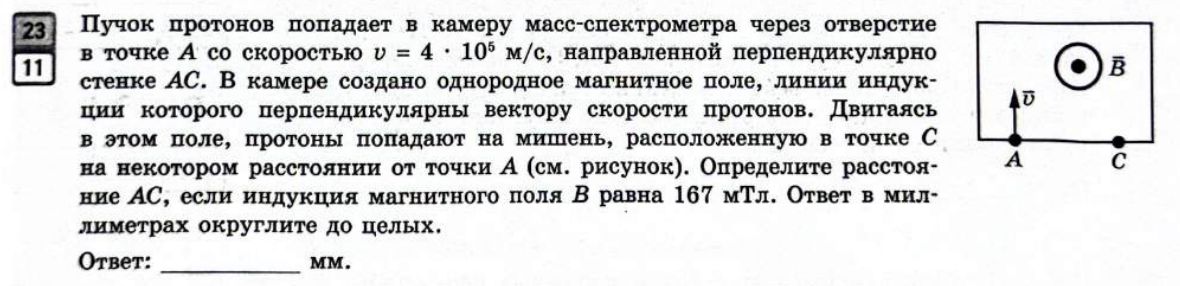 23
11
Пучок протонов попадает в камеру масс-спектрометра через отверстие
в точке A со скоростью v = 4 · 10⁵ м/с, направленной перпендикулярно
стенке AC. В камере создано однородное магнитное поле, линии индук-
ции которого перпендикулярны вектору скорости протонов. Двигаясь
в этом поле, протоны попадают на мишень, расположенную в точке C
на некотором расстоянии от точки A (см. рисунок). Определите расстоя-
ние AC, если индукция магнитного поля B равна 167 мТл. Ответ в мил-
лиметрах округлите до целых.
Ответ: ____________ мм.
B̅
υ̅
A
C